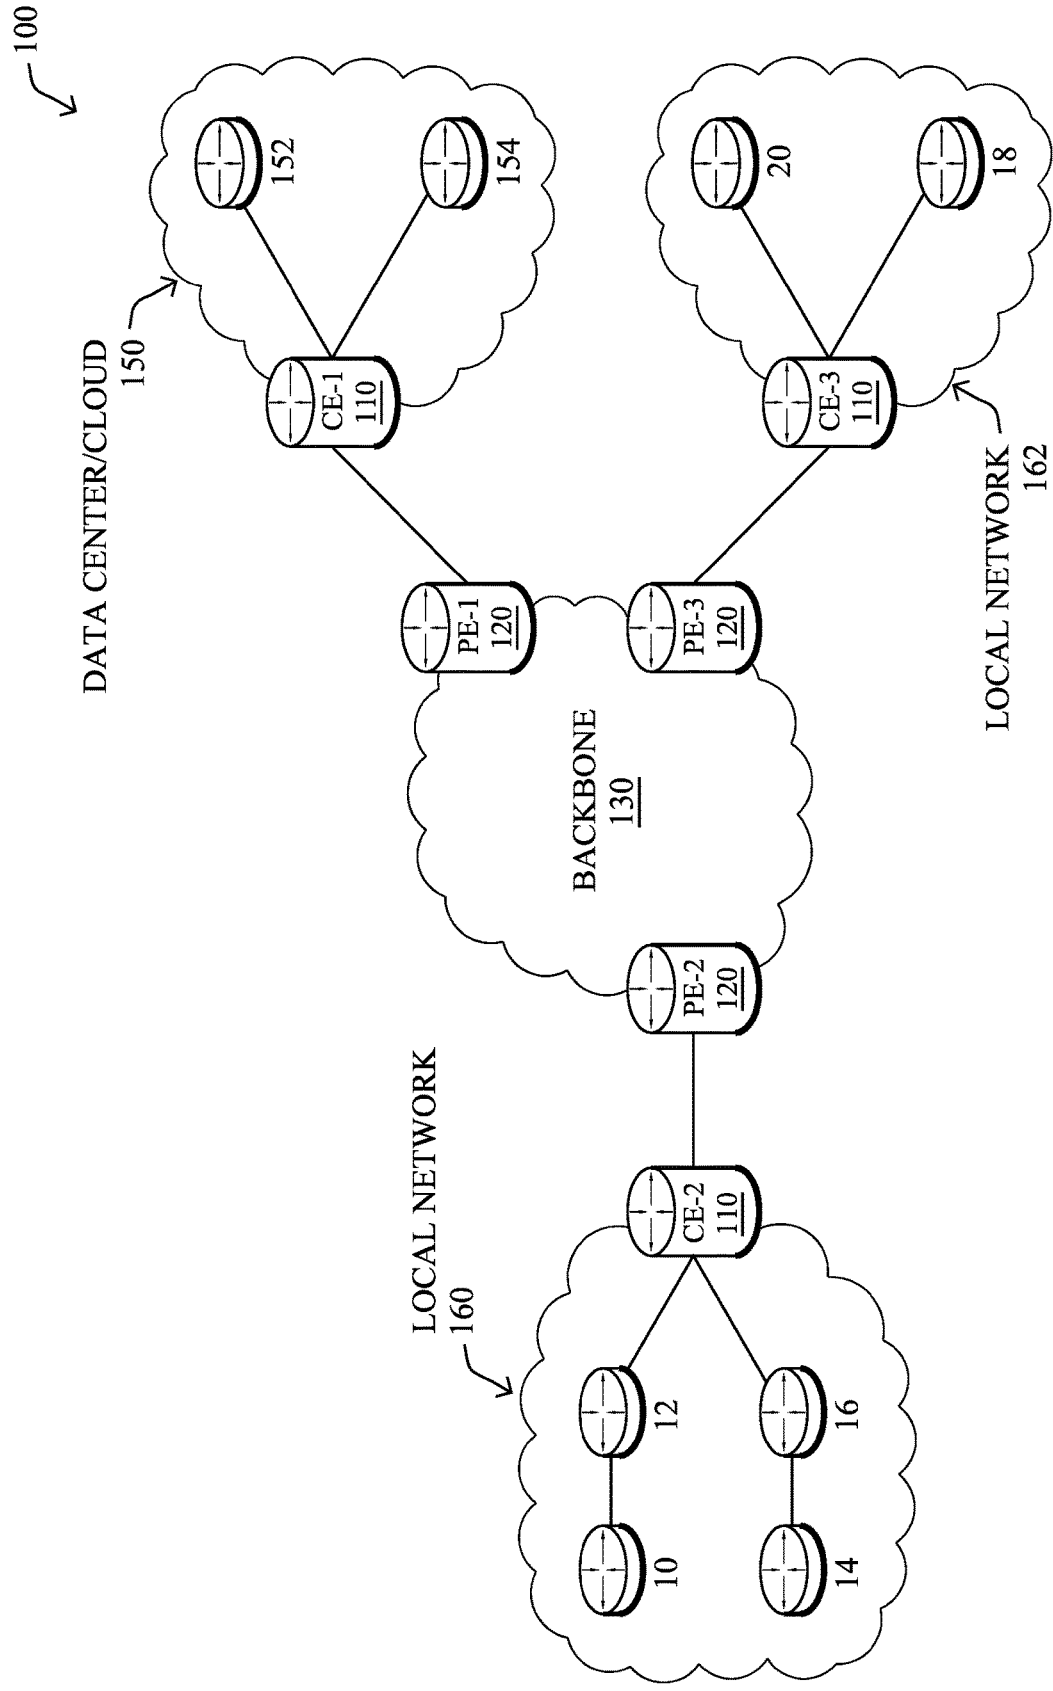 100
DATA CENTER/CLOUD
150
152
154
CE-1
110
PE-1
120
BACKBONE
130
PE-3
120
CE-3
110
20
18
LOCAL NETWORK
162
PE-2
120
CE-2
110
LOCAL NETWORK
160
12
10
16
14